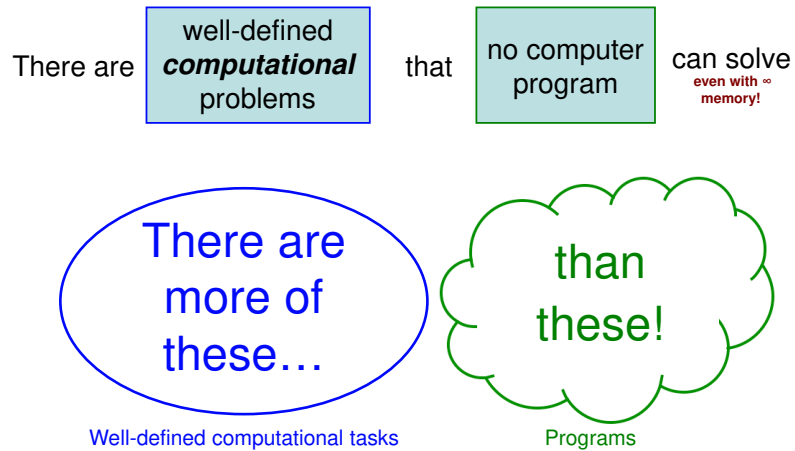 There are well-defined computational problems that no computer program can solve
even with ∞
memory!
There are
more of
these…
than
these!
Well-defined computational tasks
Programs